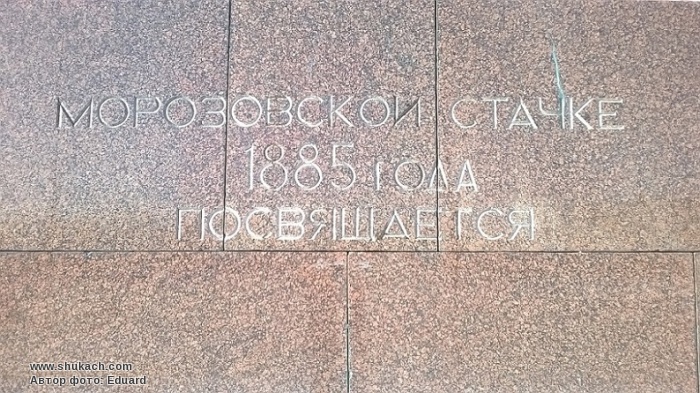 МОРОЗОВСКОЙ СТАЧКЕ
1885 ГОДА
ПОСВЯЩАЕТСЯ
www.shukach.com
Автор фото: Eduard